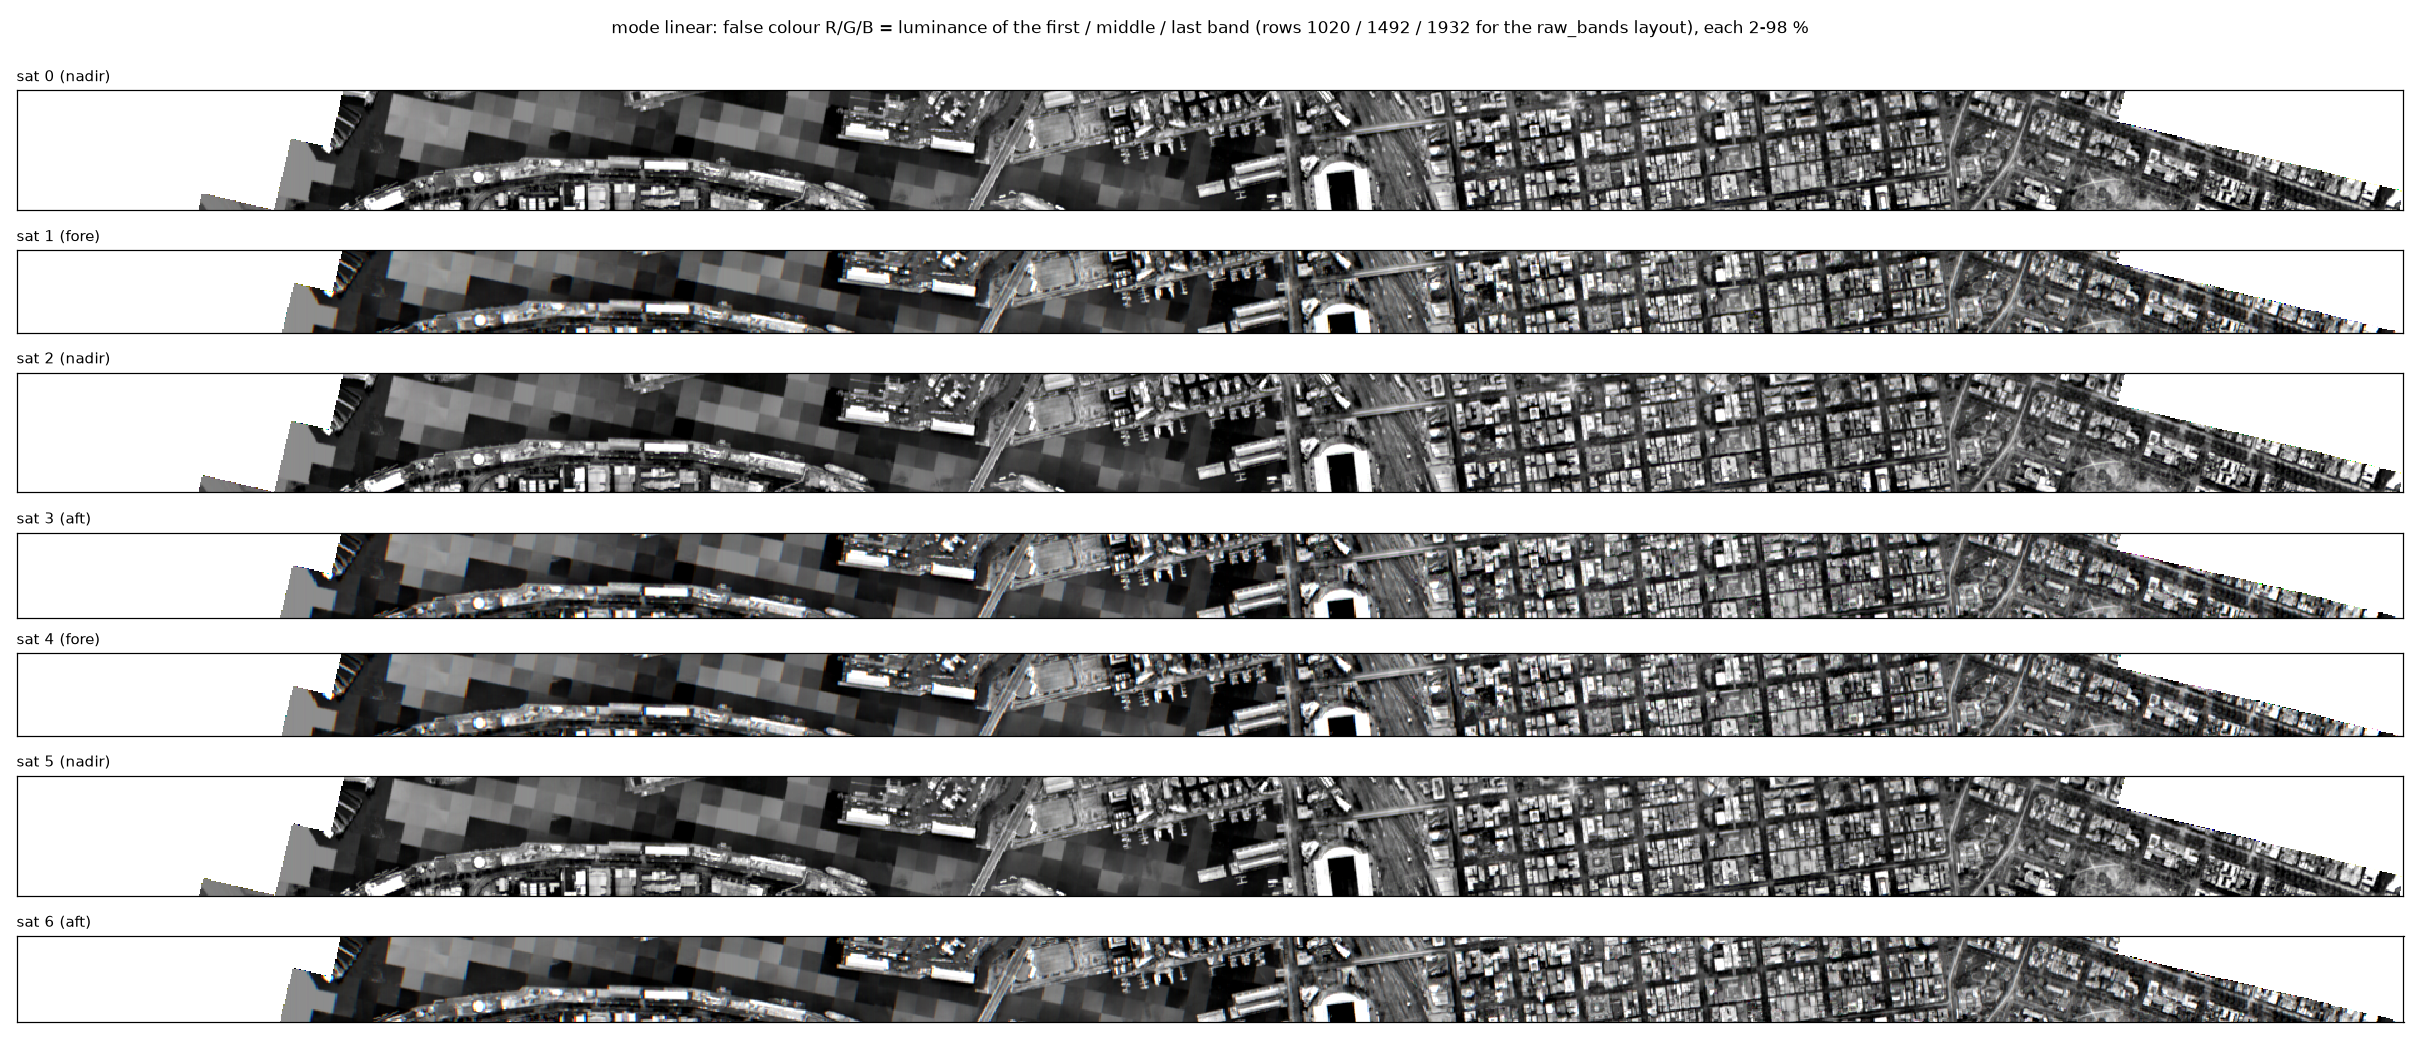 mode linear: false colour R/G/B = luminance of the first / middle / last band (rows 1020 / 1492 / 1932 for the raw_bands layout), each 2-98 %
sat 0 (nadir)
sat 1 (fore)
sat 2 (nadir)
sat 3 (aft)
sat 4 (fore)
sat 5 (nadir)
sat 6 (aft)